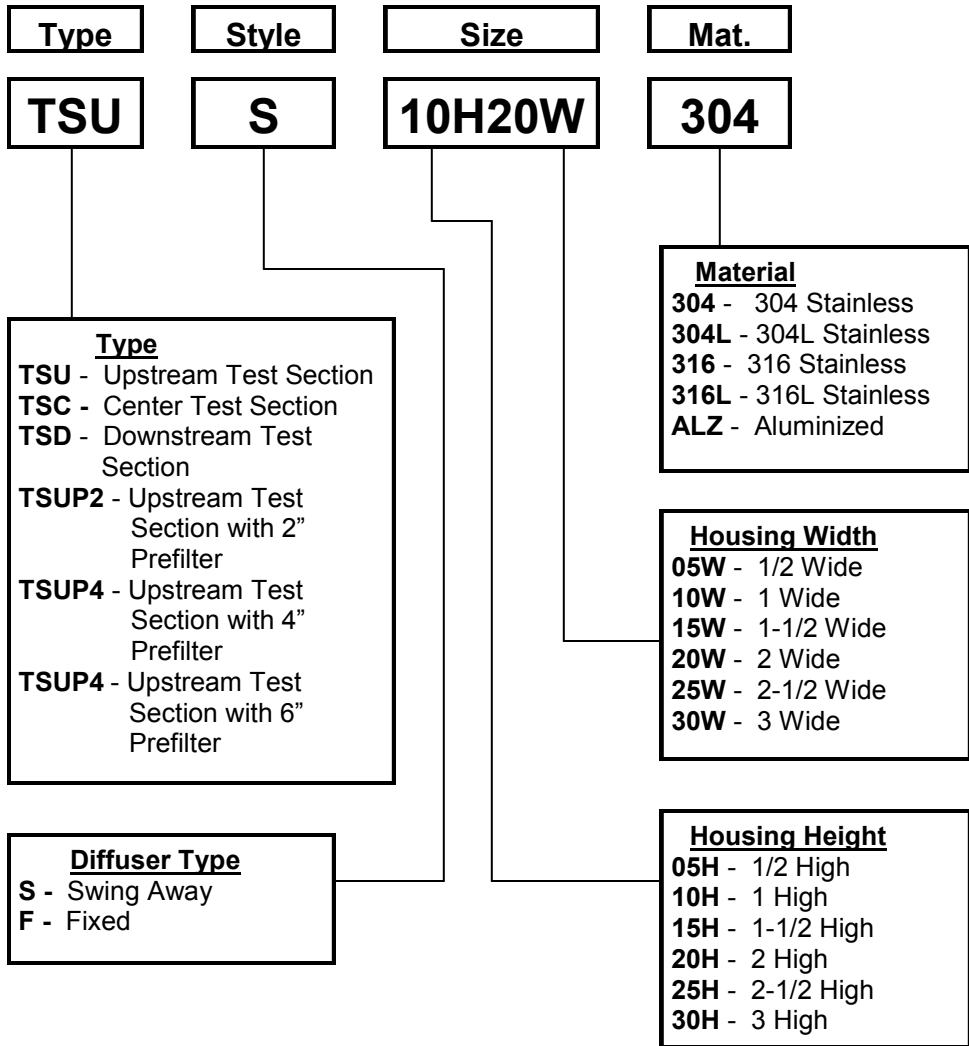 Type Style Size Mat.
TSU S 10H20W 304
Type
TSU - Upstream Test Section
TSC - Center Test Section
TSD - Downstream Test
Section
TSUP2 - Upstream Test
Section with 2”
Prefilter
TSUP4 - Upstream Test
Section with 4”
Prefilter
TSUP4 - Upstream Test
Section with 6”
Prefilter
Diffuser Type
S - Swing Away
F - Fixed
Material
304 - 304 Stainless
304L - 304L Stainless
316 - 316 Stainless
316L - 316L Stainless
ALZ - Aluminized
Housing Width
05W - 1/2 Wide
10W - 1 Wide
15W - 1-1/2 Wide
20W - 2 Wide
25W - 2-1/2 Wide
30W - 3 Wide
Housing Height
05H - 1/2 High
10H - 1 High
15H - 1-1/2 High
20H - 2 High
25H - 2-1/2 High
30H - 3 High